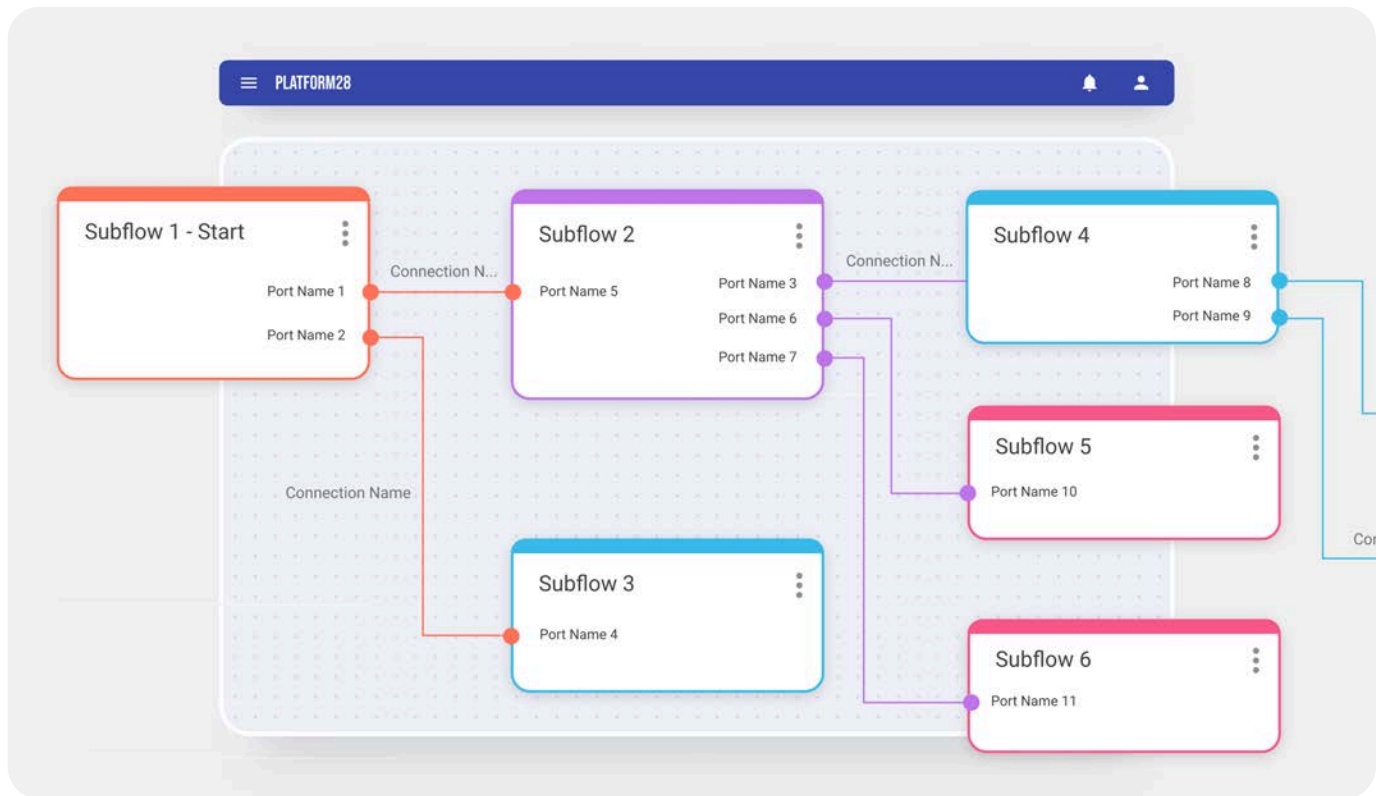 PLATFORM28
Subflow 1 - Start
Port Name 1
Port Name 2
Connection N...
Connection Name
Subflow 2
Port Name 5
Port Name 3
Port Name 6
Port Name 7
Connection N...
Subflow 3
Port Name 4
Subflow 4
Port Name 8
Port Name 9
Subflow 5
Port Name 10
Subflow 6
Port Name 11